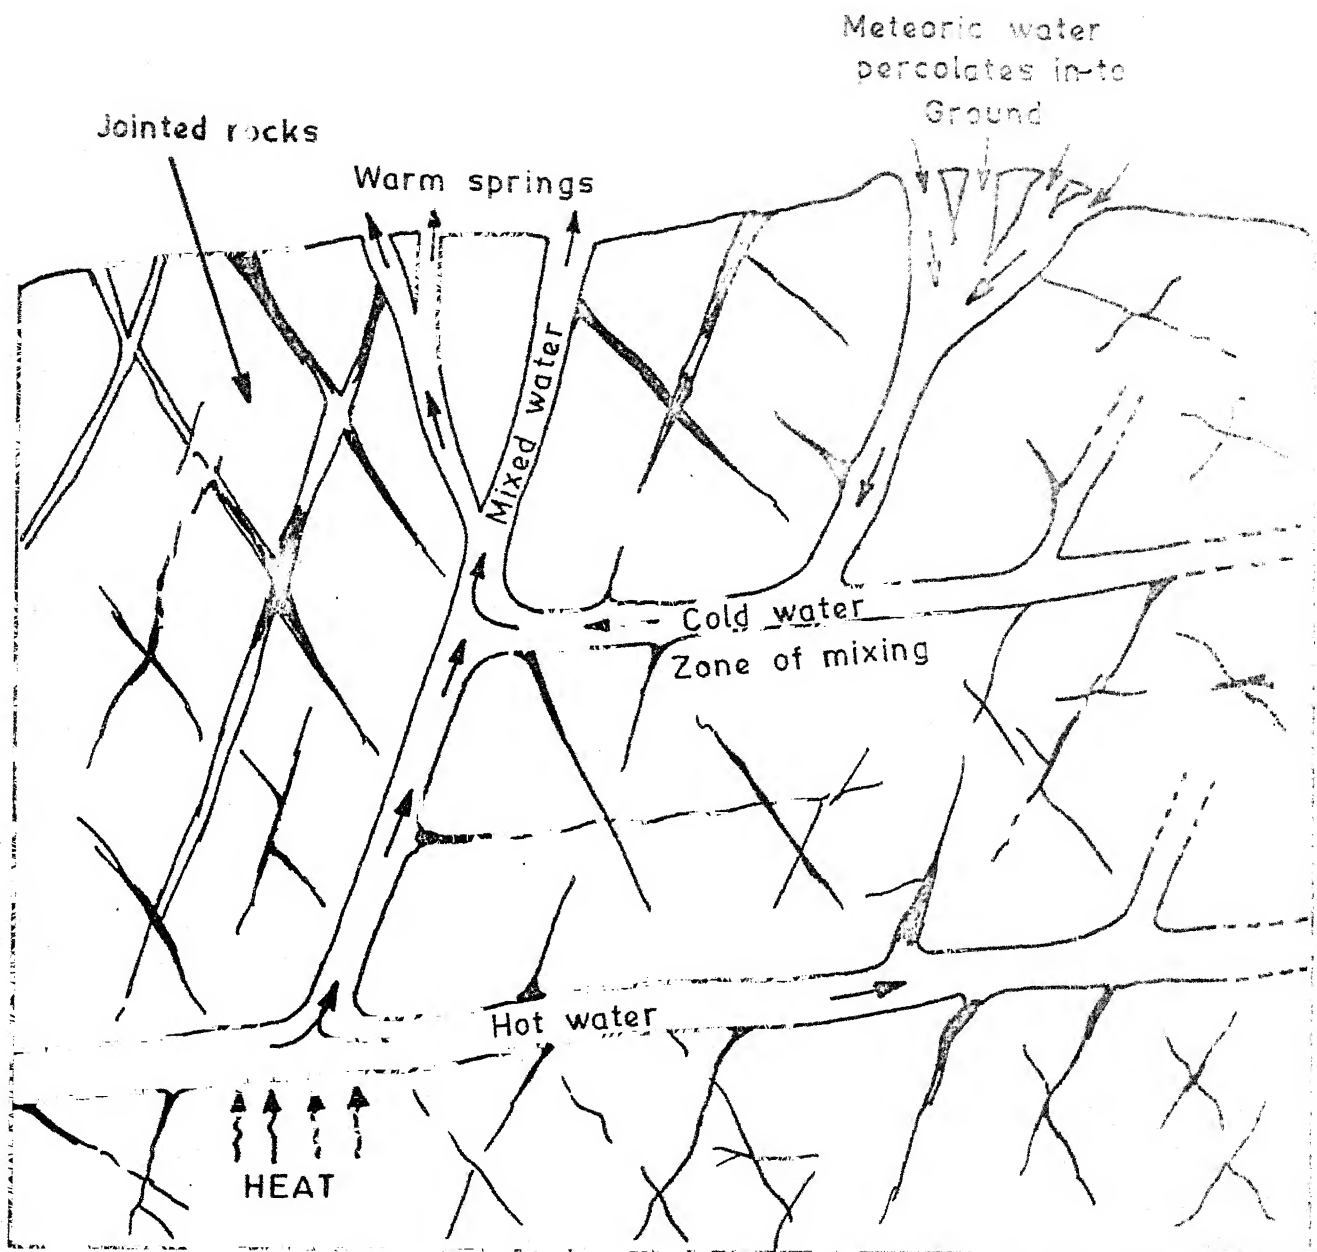 Meteoric water
percolates in-to
Ground
Jointed rocks
Warm springs
Mixed water
Cold water
Zone of mixing
Hot water
HEAT